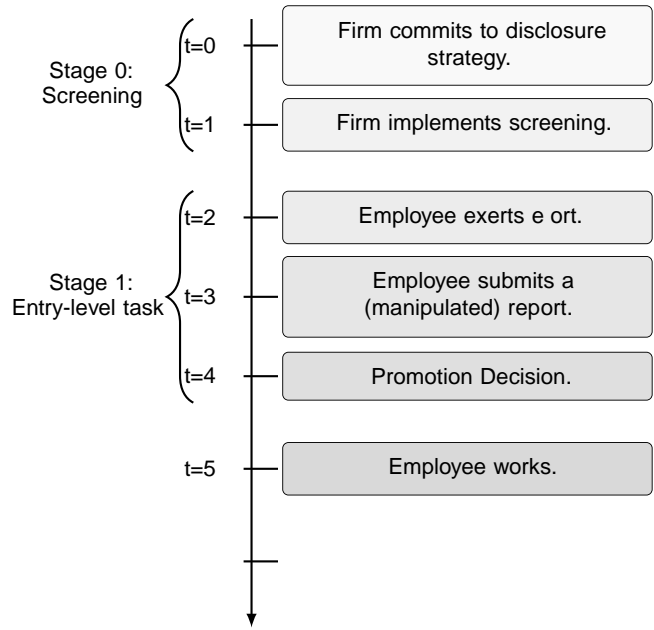 Stage 0:
Screening
t=0
Firm commits to disclosure
strategy.
t=1
Firm implements screening.
Stage 1:
Entry-level task
t=2
Employee exerts e ort.
t=3
Employee submits a
(manipulated) report.
t=4
Promotion Decision.
t=5
Employee works.